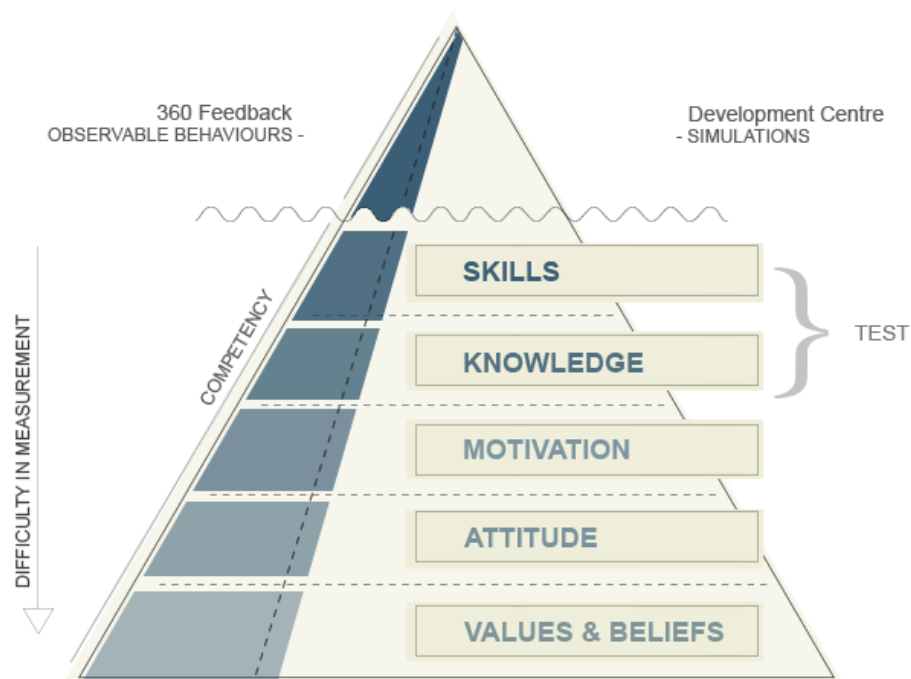 360 Feedback
OBSERVABLE BEHAVIOURS -
Development Centre
- SIMULATIONS
SKILLS
COMPETENCY
DIFFICULTY IN MEASUREMENT
TEST
KNOWLEDGE
MOTIVATION
ATTITUDE
VALUES & BELIEFS